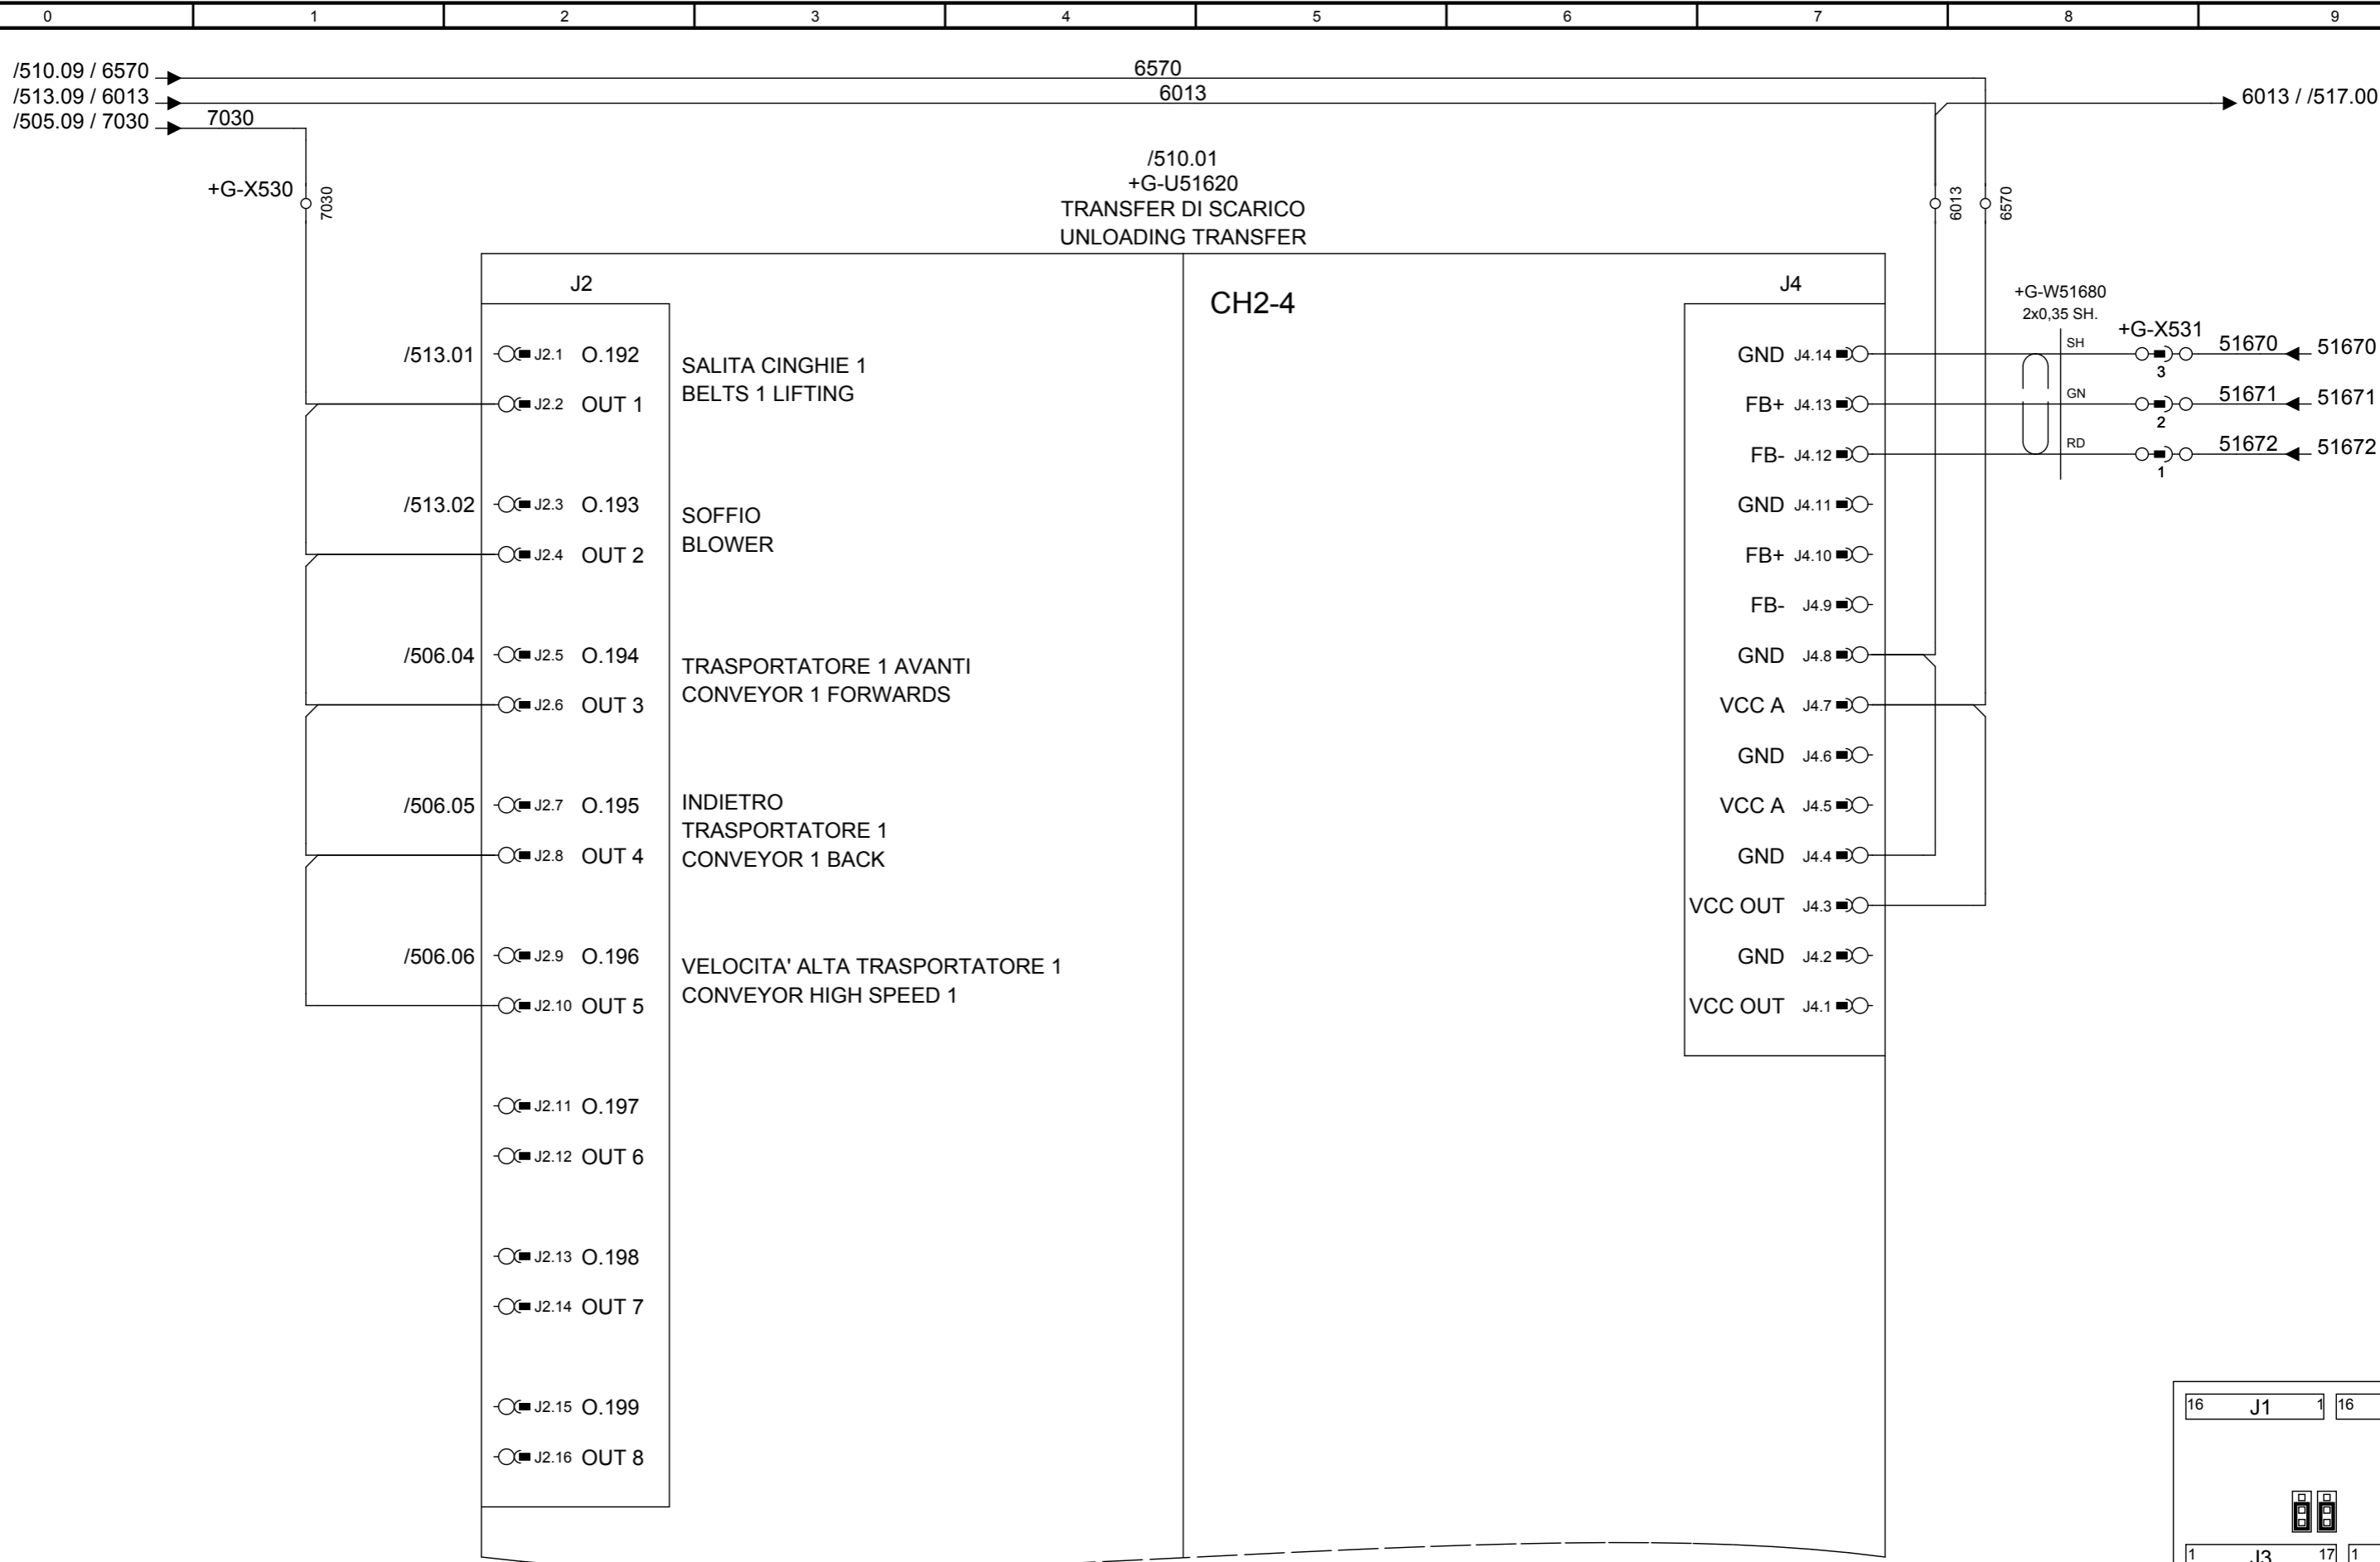 0 1 2 3 4 5 6 7 8 9
/510.09 / 6570
6570
/513.09 / 6013
6013
6013 / /517.00
/505.09 / 7030
7030
/510.01
+G-U51620
TRANSFER DI SCARICO
UNLOADING TRANSFER
+G-X530
7030
6013
6570
J2
CH2-4
J4
/513.01 J2.1 O.192
J2.2 OUT 1
SALITA CINGHIE 1
BELTS 1 LIFTING
/513.02 J2.3 O.193
J2.4 OUT 2
SOFFIO
BLOWER
/506.04 J2.5 O.194
J2.6 OUT 3
TRASPORTATORE 1 AVANTI
CONVEYOR 1 FORWARDS
/506.05 J2.7 O.195
J2.8 OUT 4
INDIETRO
TRASPORTATORE 1
CONVEYOR 1 BACK
/506.06 J2.9 O.196
J2.10 OUT 5
VELOCITA' ALTA TRASPORTATORE 1
CONVEYOR HIGH SPEED 1
J2.11 O.197
J2.12 OUT 6
J2.13 O.198
J2.14 OUT 7
J2.15 O.199
J2.16 OUT 8
GND J4.14
FB+ J4.13
FB- J4.12
GND J4.11
FB+ J4.10
FB- J4.9
GND J4.8
VCC A J4.7
GND J4.6
VCC A J4.5
GND J4.4
VCC OUT J4.3
GND J4.2
VCC OUT J4.1
+G-W51680
2x0,35 SH.
+G-X531
SH 3 51670 51670
GN 2 51671 51671
RD 1 51672 51672
16 J1 1 16
1 J3 17 1